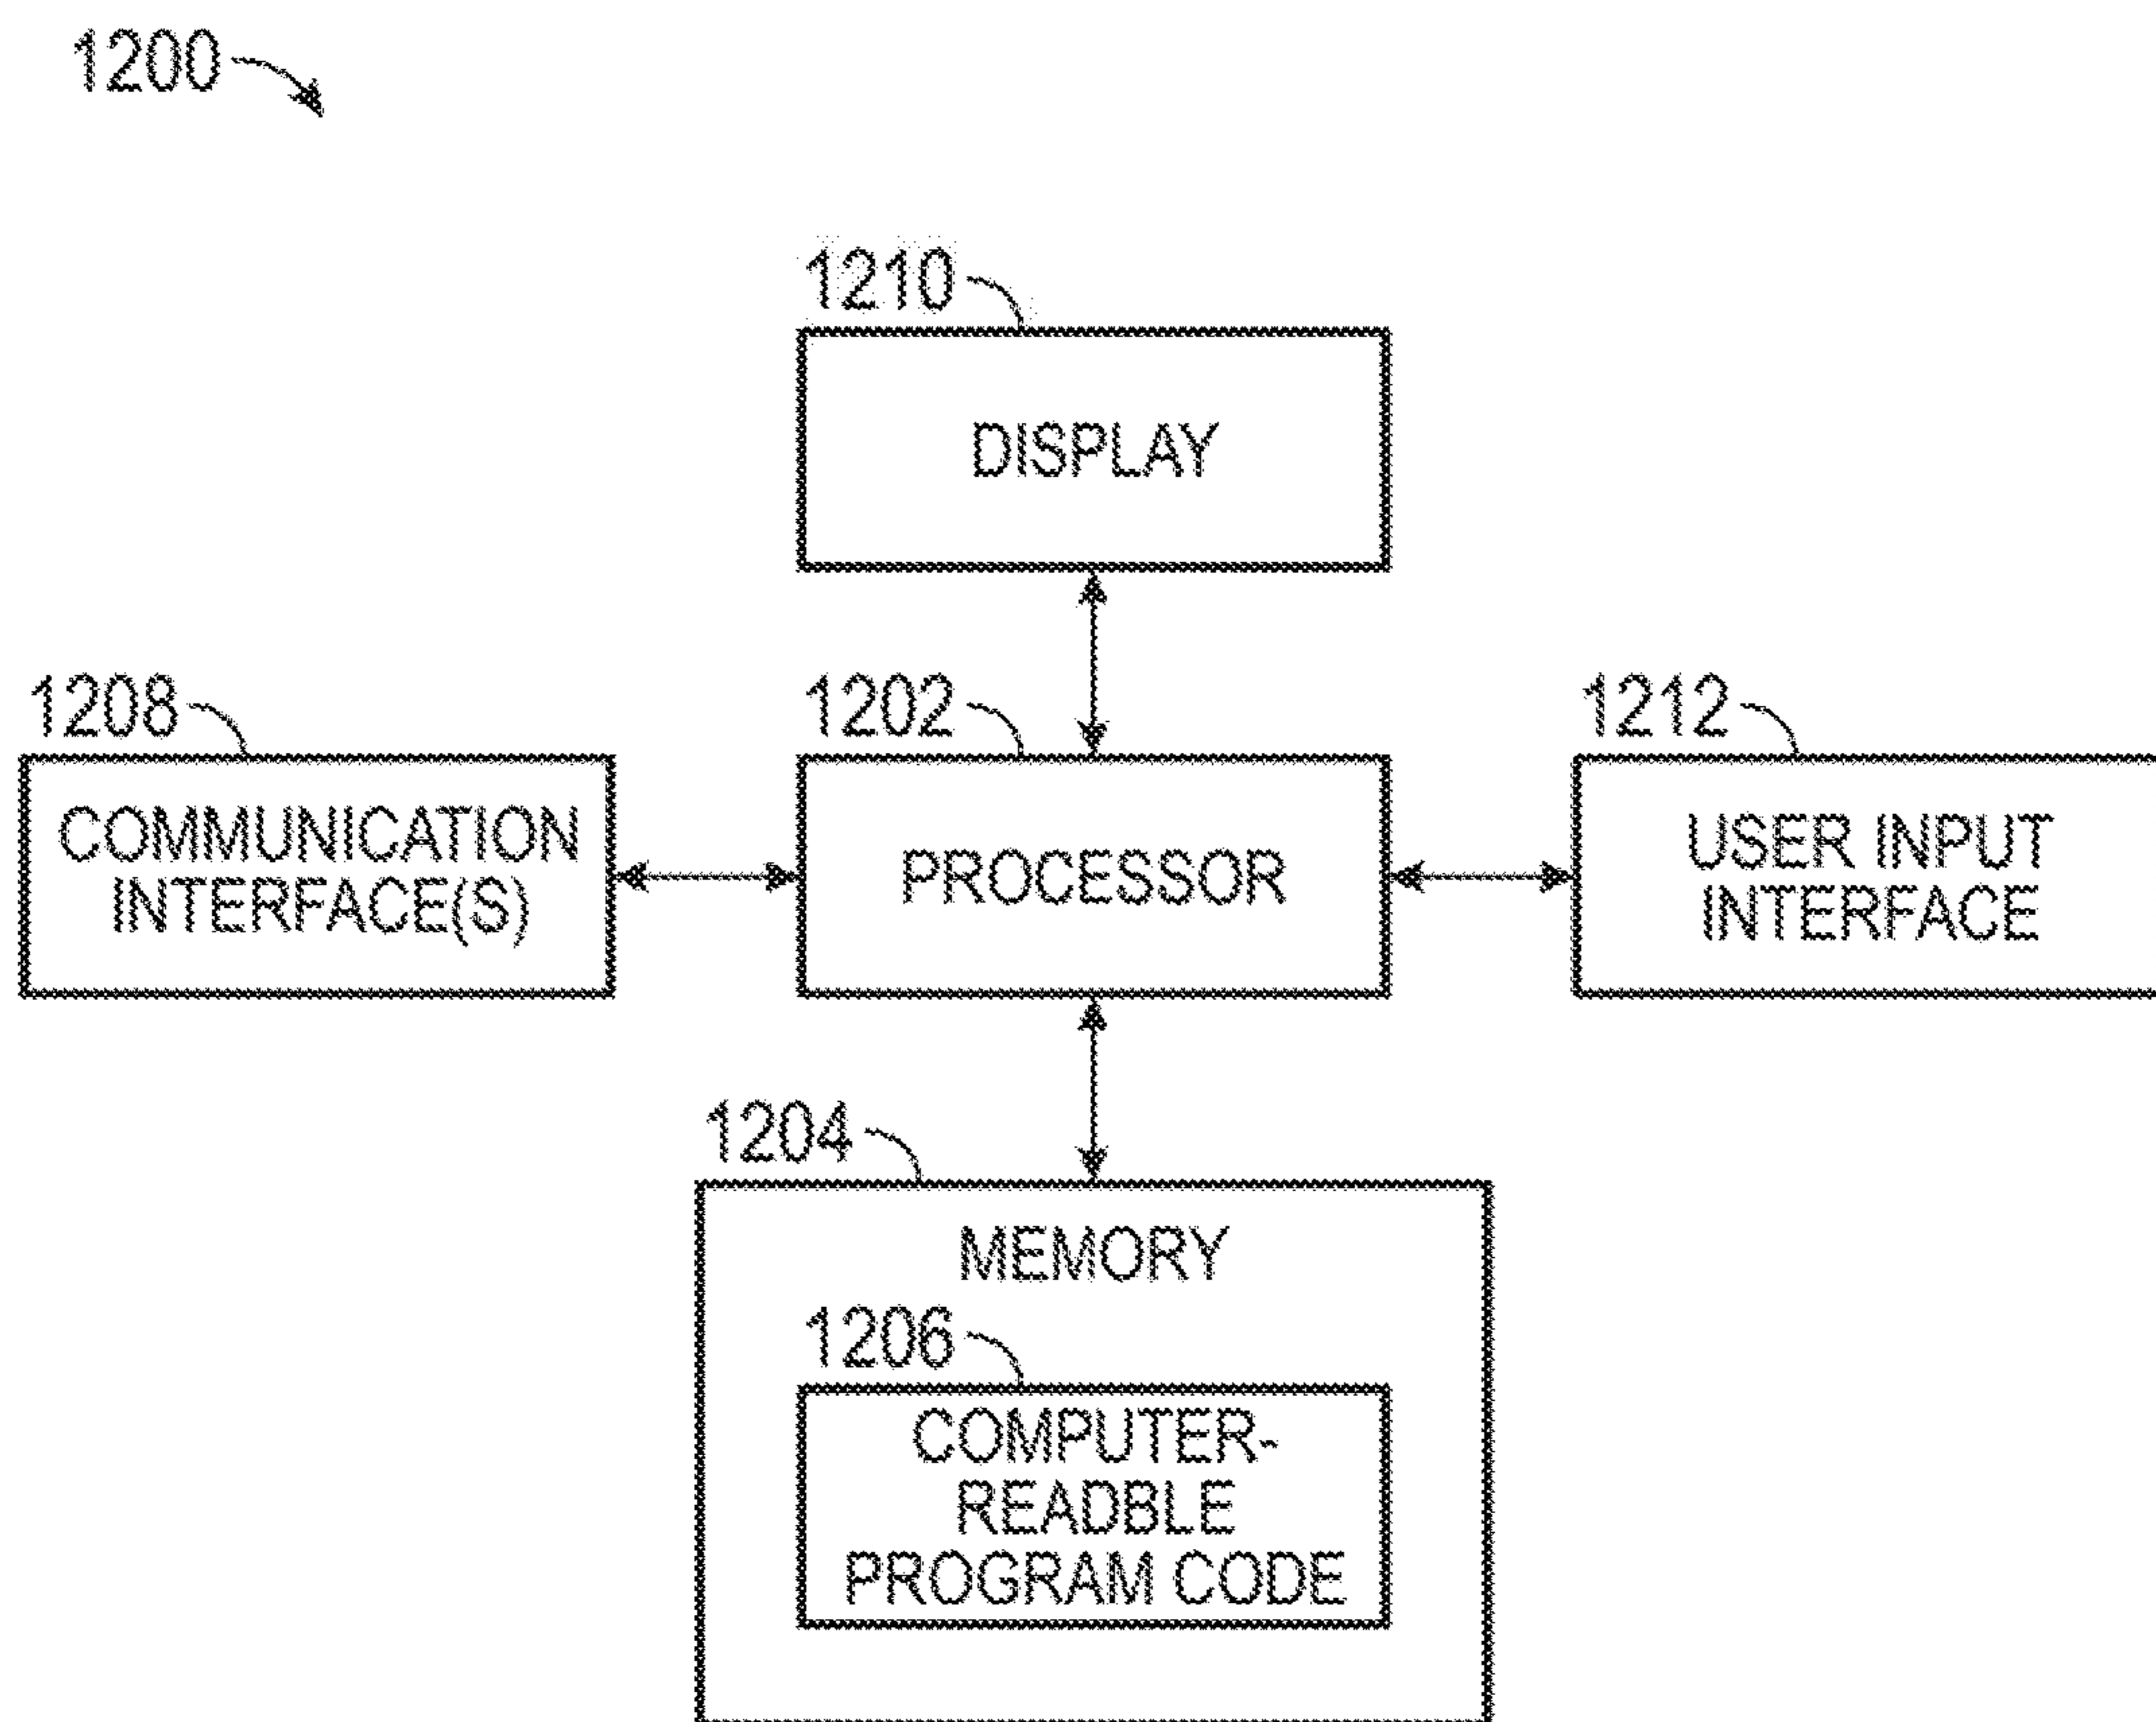 1200
1210
DISPLAY
1208
1202
1212
COMMUNICATION
INTERFACE(S)
PROCESSOR
USER INPUT
INTERFACE
1204
MEMORY
1206
COMPUTER-
READBLE
PROGRAM CODE